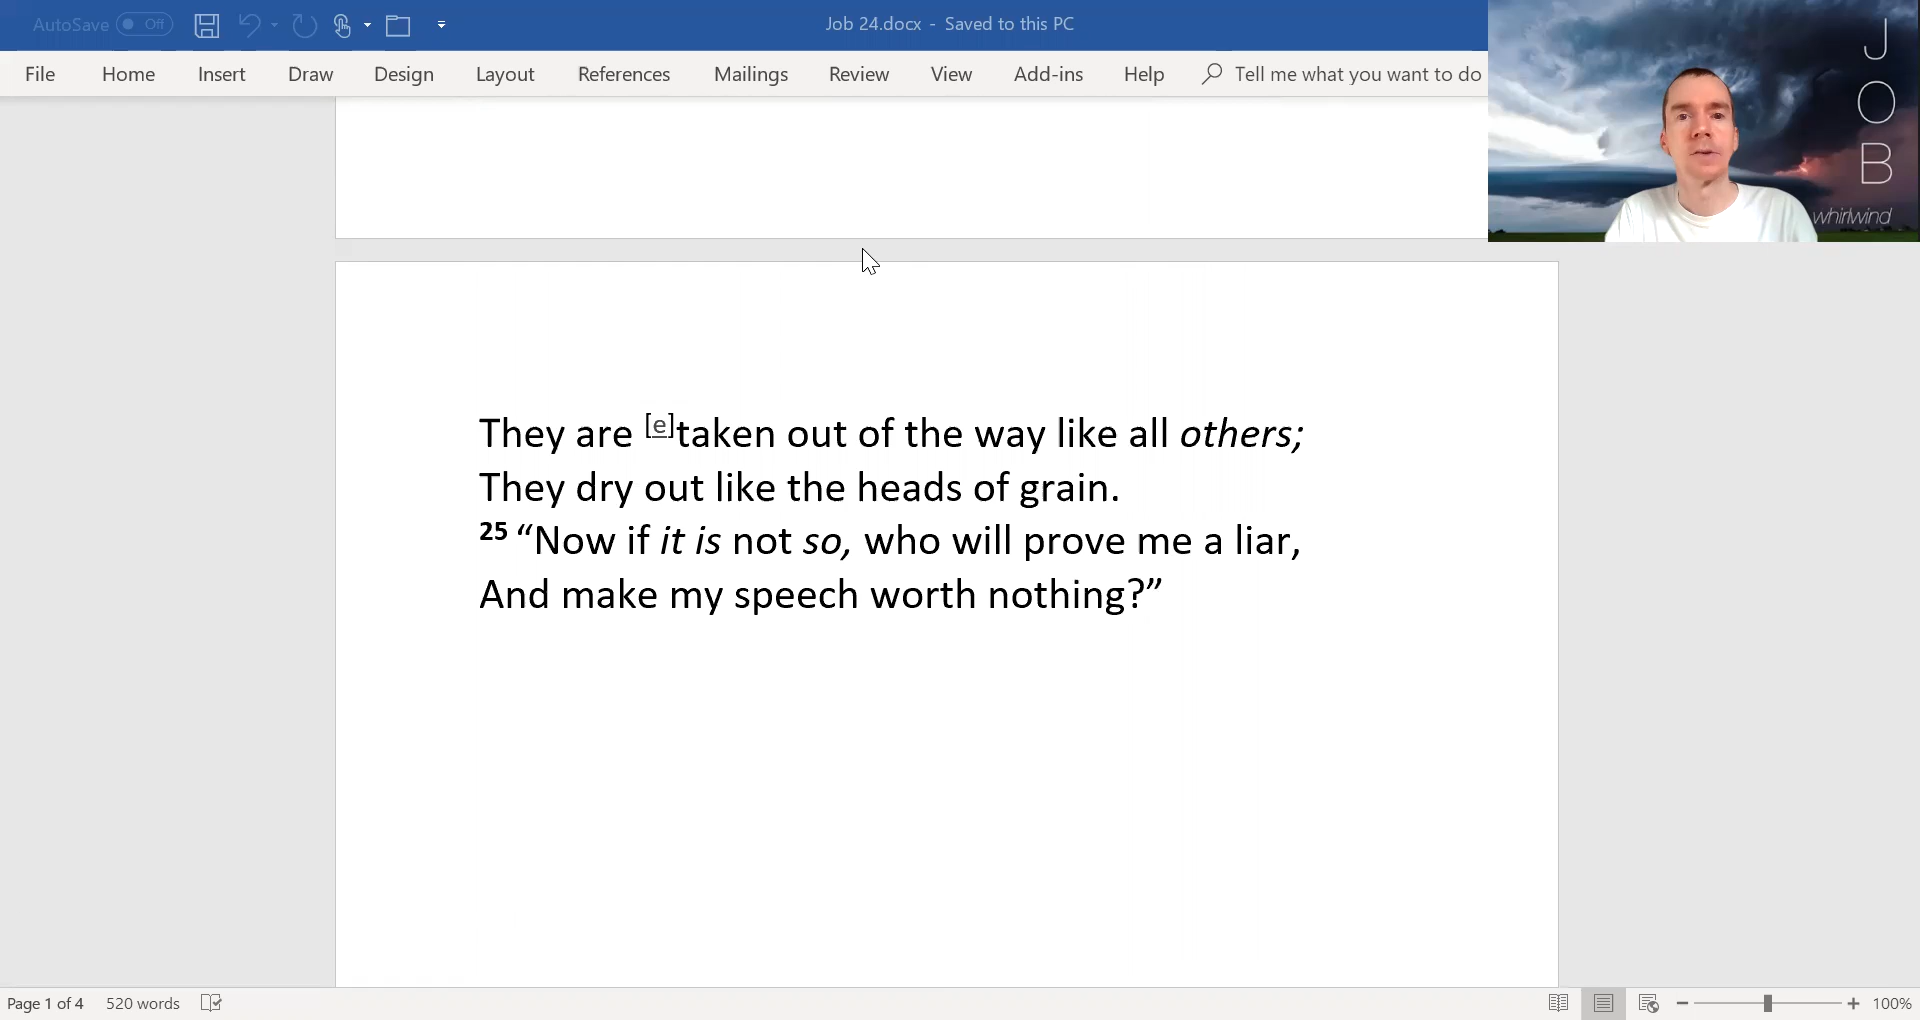 AutoSave Off
Job 24.docx - Saved to this PC
File Home Insert Draw Design Layout References Mailings Review View Add-ins Help Tell me what you want to do
J
O
B
whirlwind
They are [e]taken out of the way like all others;
They dry out like the heads of grain.
25 “Now if it is not so, who will prove me a liar,
And make my speech worth nothing?”
Page 1 of 4 520 words
100%